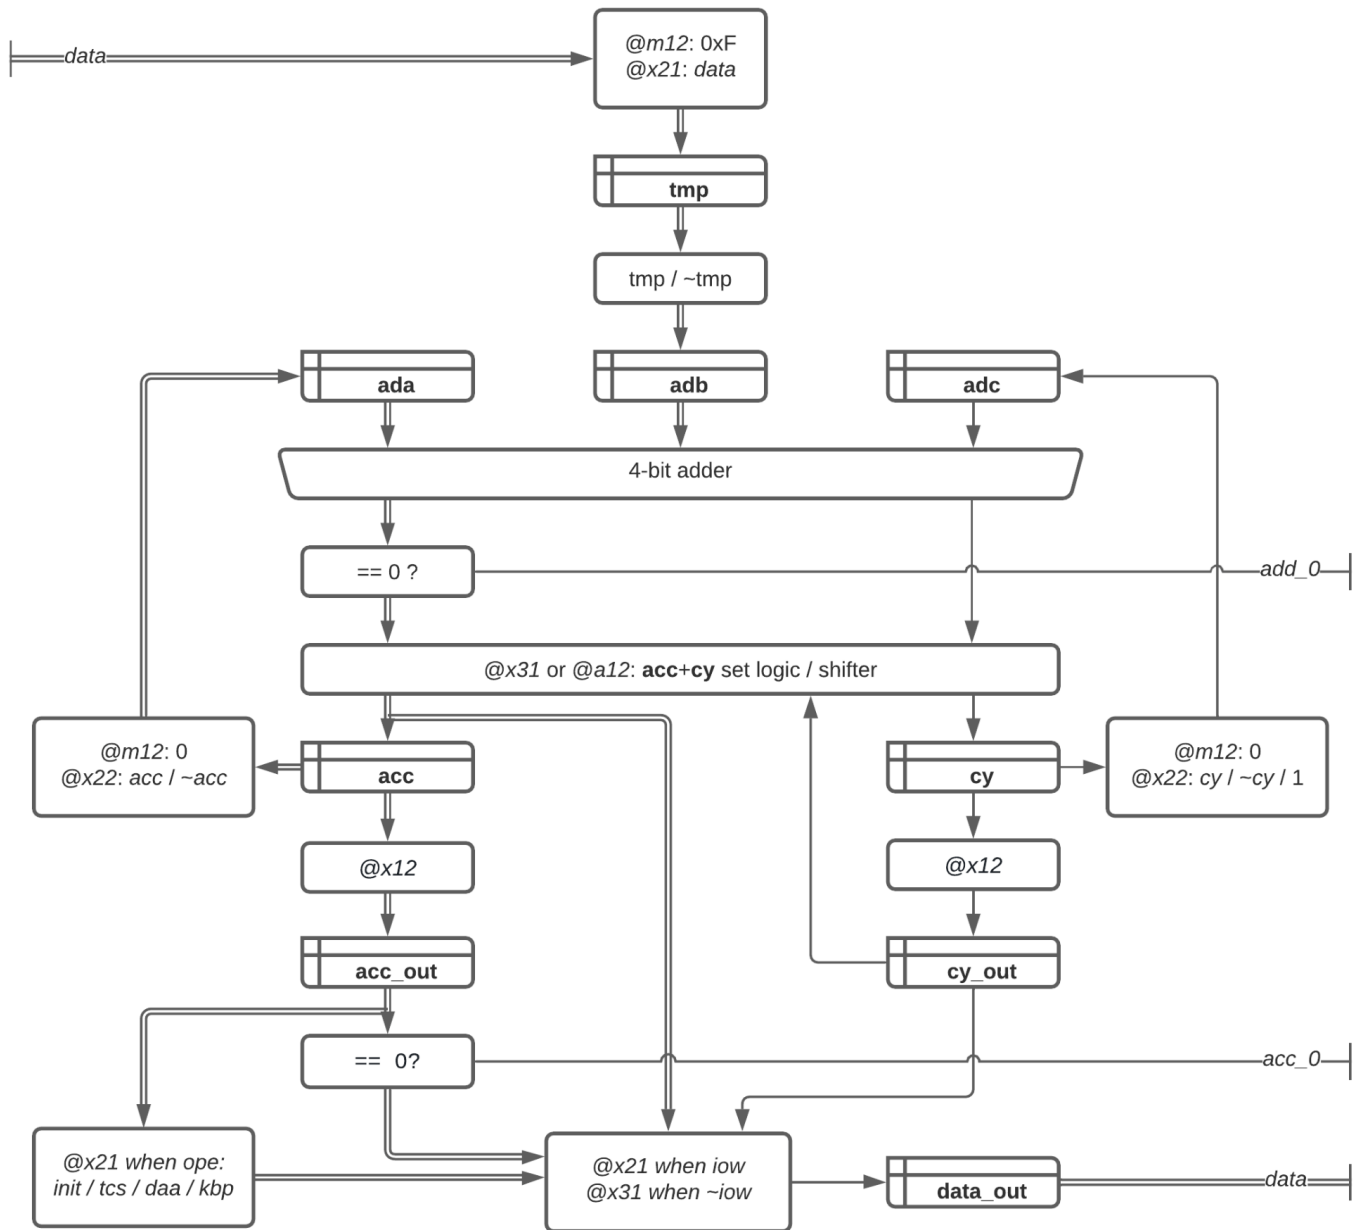 @m12: 0xF
data
@x21: data
tmp
tmp / ~tmp
ada
adb
adc
4-bit adder
== 0 ?
add_0
@x31 or @a12: acc+cy set logic / shifter
@m12: 0
@x22: acc / ~acc
acc
cy
@m12: 0
@x22: cy / ~cy / 1
@x12
@x12
acc_out
cy_out
== 0?
acc_0
@x21 when ope:
init / tcs / daa / kbp
@x21 when iow
@x31 when ~iow
data_out
data